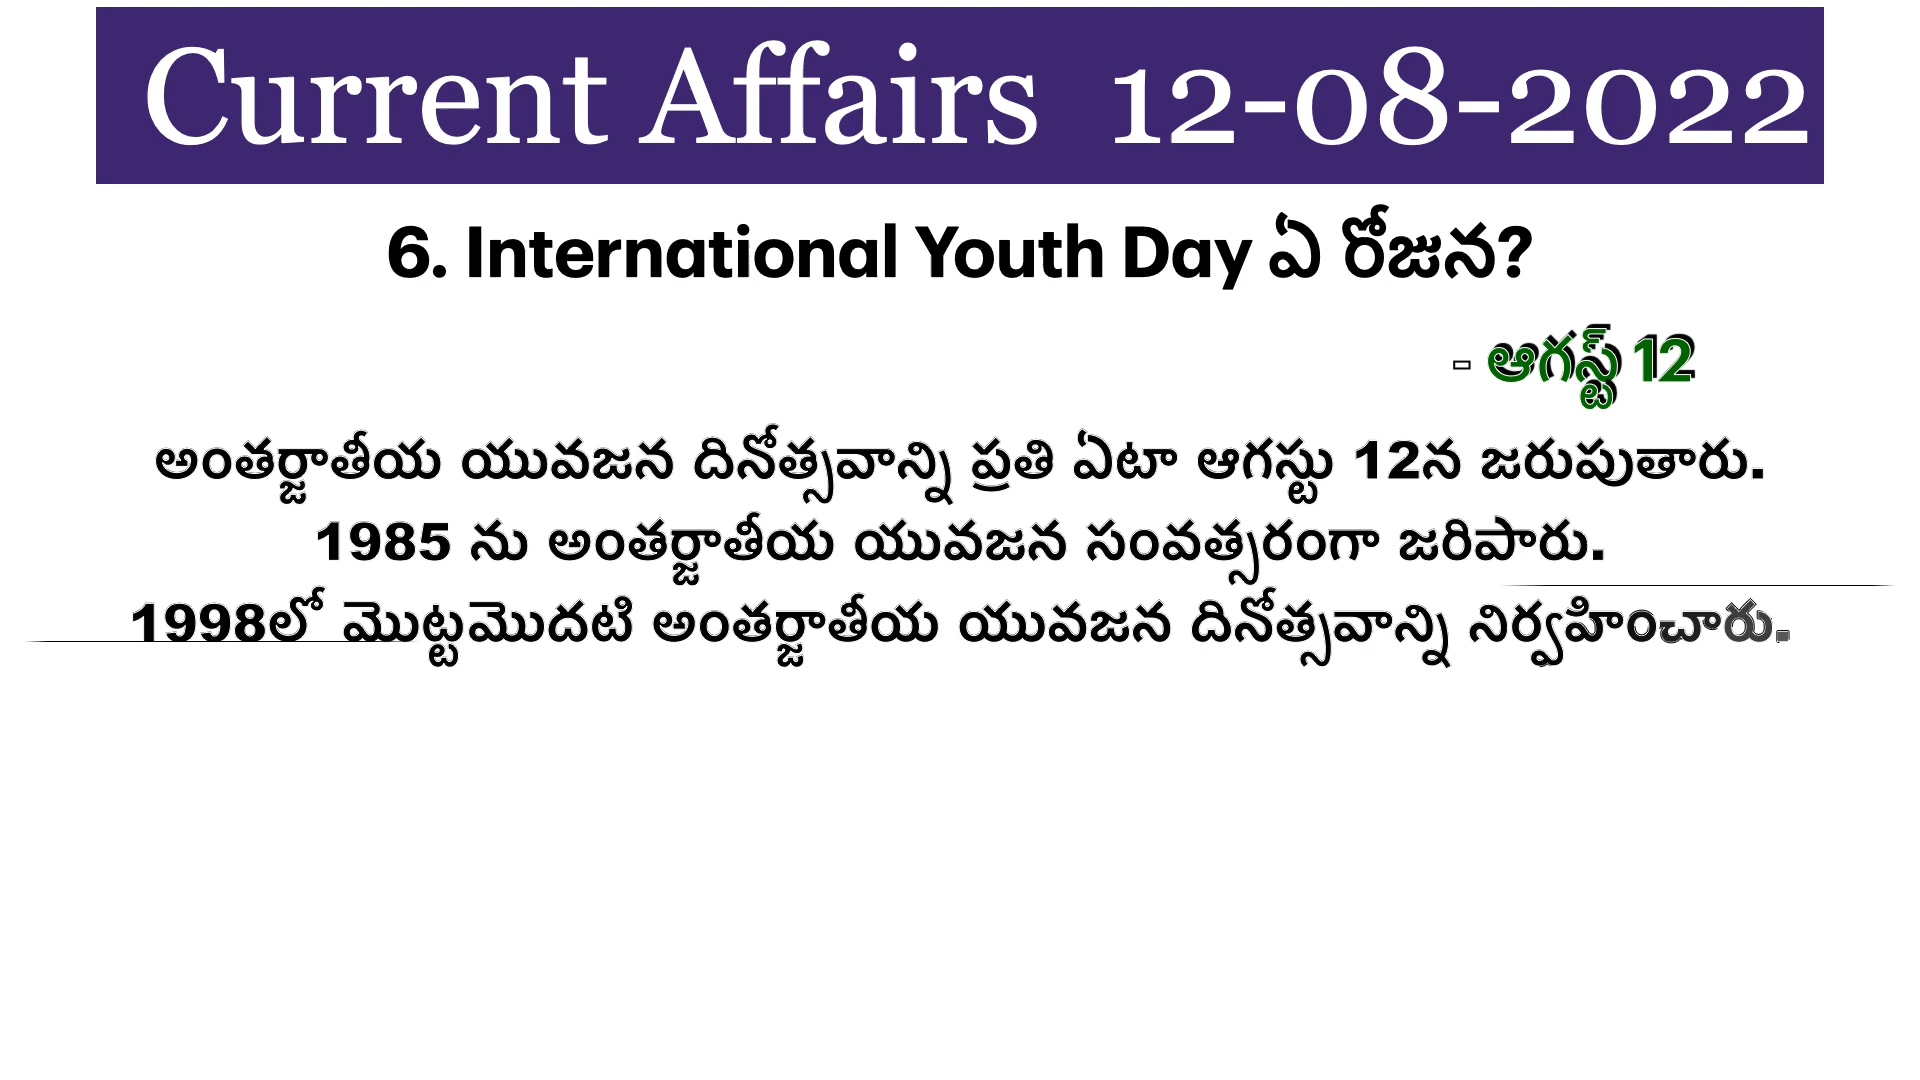 Current Affairs 12-08-2022
6. International Youth Day ఏ రోజున?
- ఆగస్ట్ 12
అంతర్జాతీయ యువజన దినోత్సవాన్ని ప్రతి ఏటా ఆగస్టు 12న జరుపుతారు.
1985 ను అంతర్జాతీయ యువజన సంవత్సరంగా జరిపారు.
1998లో మొట్టమొదటి అంతర్జాతీయ యువజన దినోత్సవాన్ని నిర్వహించారు.